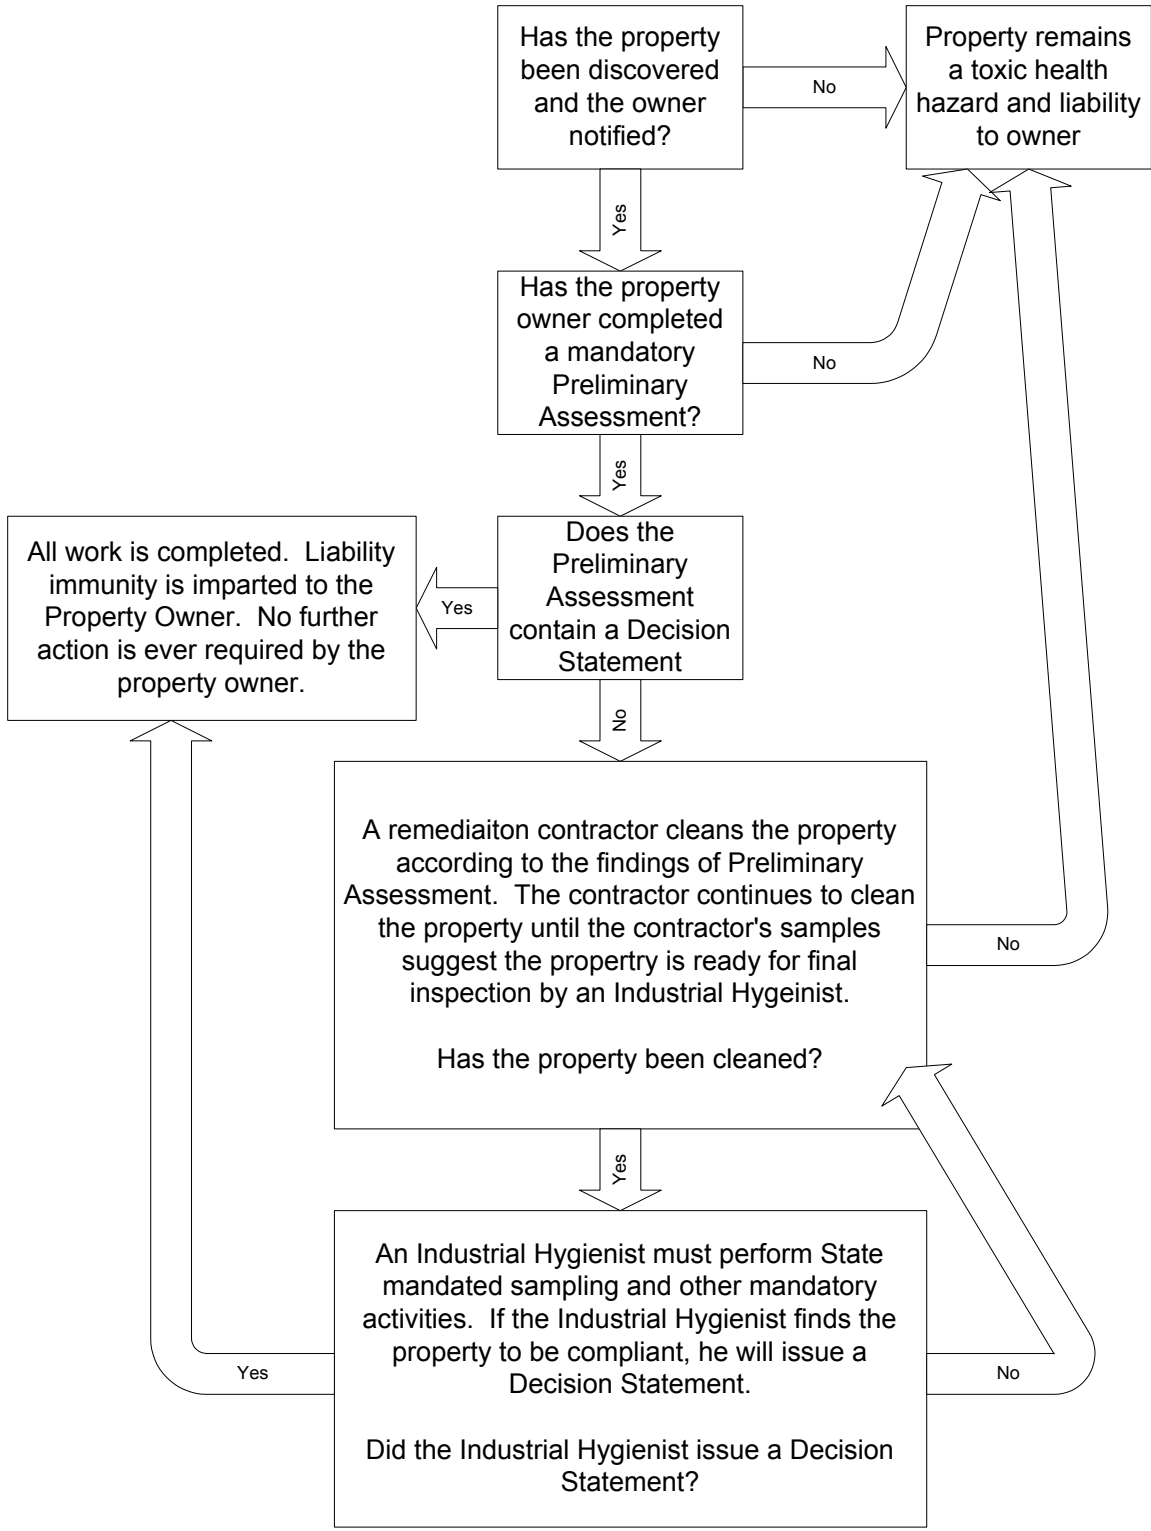 Has the property
been discovered
and the owner
notified?
No
Property remains
a toxic health
hazard and liability
to owner
Yes
Has the property
owner completed
a mandatory
Preliminary
Assessment?
No
Yes
Does the
Preliminary
Assessment
contain a Decision
Statement
Yes
All work is completed.  Liability
immunity is imparted to the
Property Owner.  No further
action is ever required by the
property owner.
No
A remediaiton contractor cleans the property
according to the findings of Preliminary
Assessment.  The contractor continues to clean
the property until the contractor's samples
suggest the propertry is ready for final
inspection by an Industrial Hygeinist.
Has the property been cleaned?
No
Yes
An Industrial Hygienist must perform State
mandated sampling and other mandatory
activities.  If the Industrial Hygienist finds the
property to be compliant, he will issue a
Decision Statement.
Did the Industrial Hygienist issue a Decision
Statement?
Yes
No